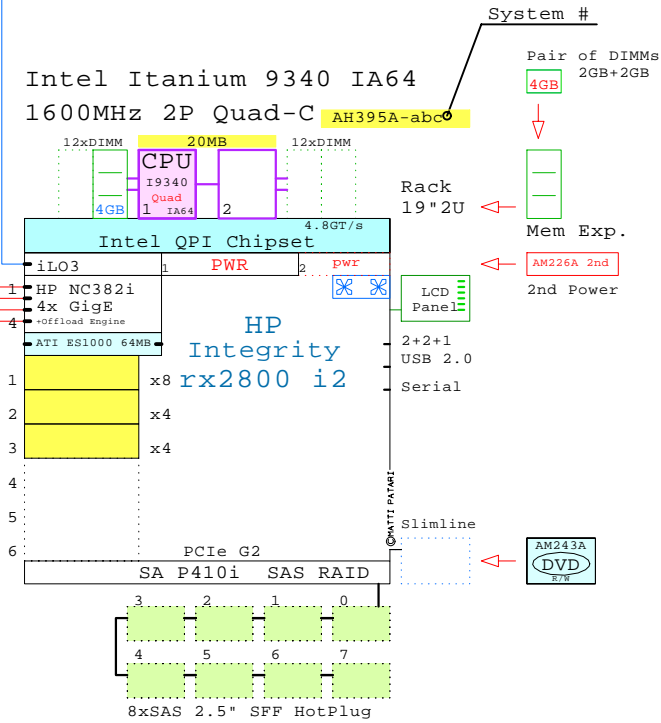 System #
Pair of DIMMs
2GB+2GB
4GB
Intel Itanium 9340 IA64
1600MHz 2P Quad-C
AH395A-abc
12xDIMM
20MB
12xDIMM
CPU
I9340
Quad
4GB
1
IA64
2
Rack
19"2U
Mem Exp.
4.8GT/s
Intel QPI Chipset
iLO3
1
PWR
2
pwr
AM226A 2nd
2nd Power
1
HP NC382i
4x GigE
4
+Offload Engine
LCD
Panel
ATI ES1000 64MB
HP
Integrity
rx2800 i2
2+2+1
USB 2.0
Serial
1
x8
2
x4
3
x4
4
5
6
©MATTI PATARI
Slimline
PCIe G2
SA P410i SAS RAID
AM243A
DVD
R/W
3
2
1
0
4
5
6
7
8xSAS 2.5" SFF HotPlug